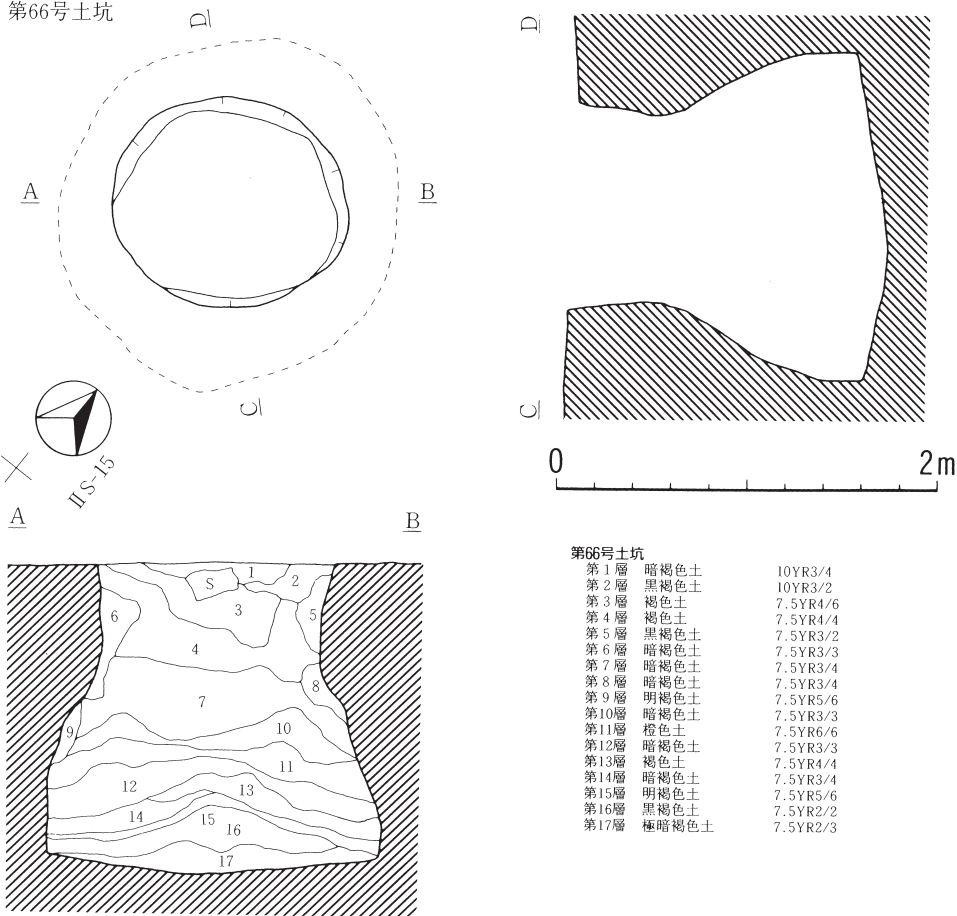 第66号土坑
D
A
B
C
ⅡS-15
D
C
0 2m
A
B
S
1
2
3
4
5
6
7
8
9
10
11
12
13
14
15
16
17
第66号土坑
第1層 暗褐色土 10YR3/4
第2層 黒褐色土 10YR3/2
第3層 褐色土 7.5YR4/6
第4層 褐色土 7.5YR4/4
第5層 黒褐色土 7.5YR3/2
第6層 暗褐色土 7.5YR3/3
第7層 暗褐色土 7.5YR3/4
第8層 暗褐色土 7.5YR3/4
第9層 明褐色土 7.5YR5/6
第10層 暗褐色土 7.5YR3/3
第11層 橙色土 7.5YR6/6
第12層 暗褐色土 7.5YR3/3
第13層 褐色土 7.5YR4/4
第14層 暗褐色土 7.5YR3/4
第15層 明褐色土 7.5YR5/6
第16層 黒褐色土 7.5YR2/2
第17層 極暗褐色土 7.5YR2/3